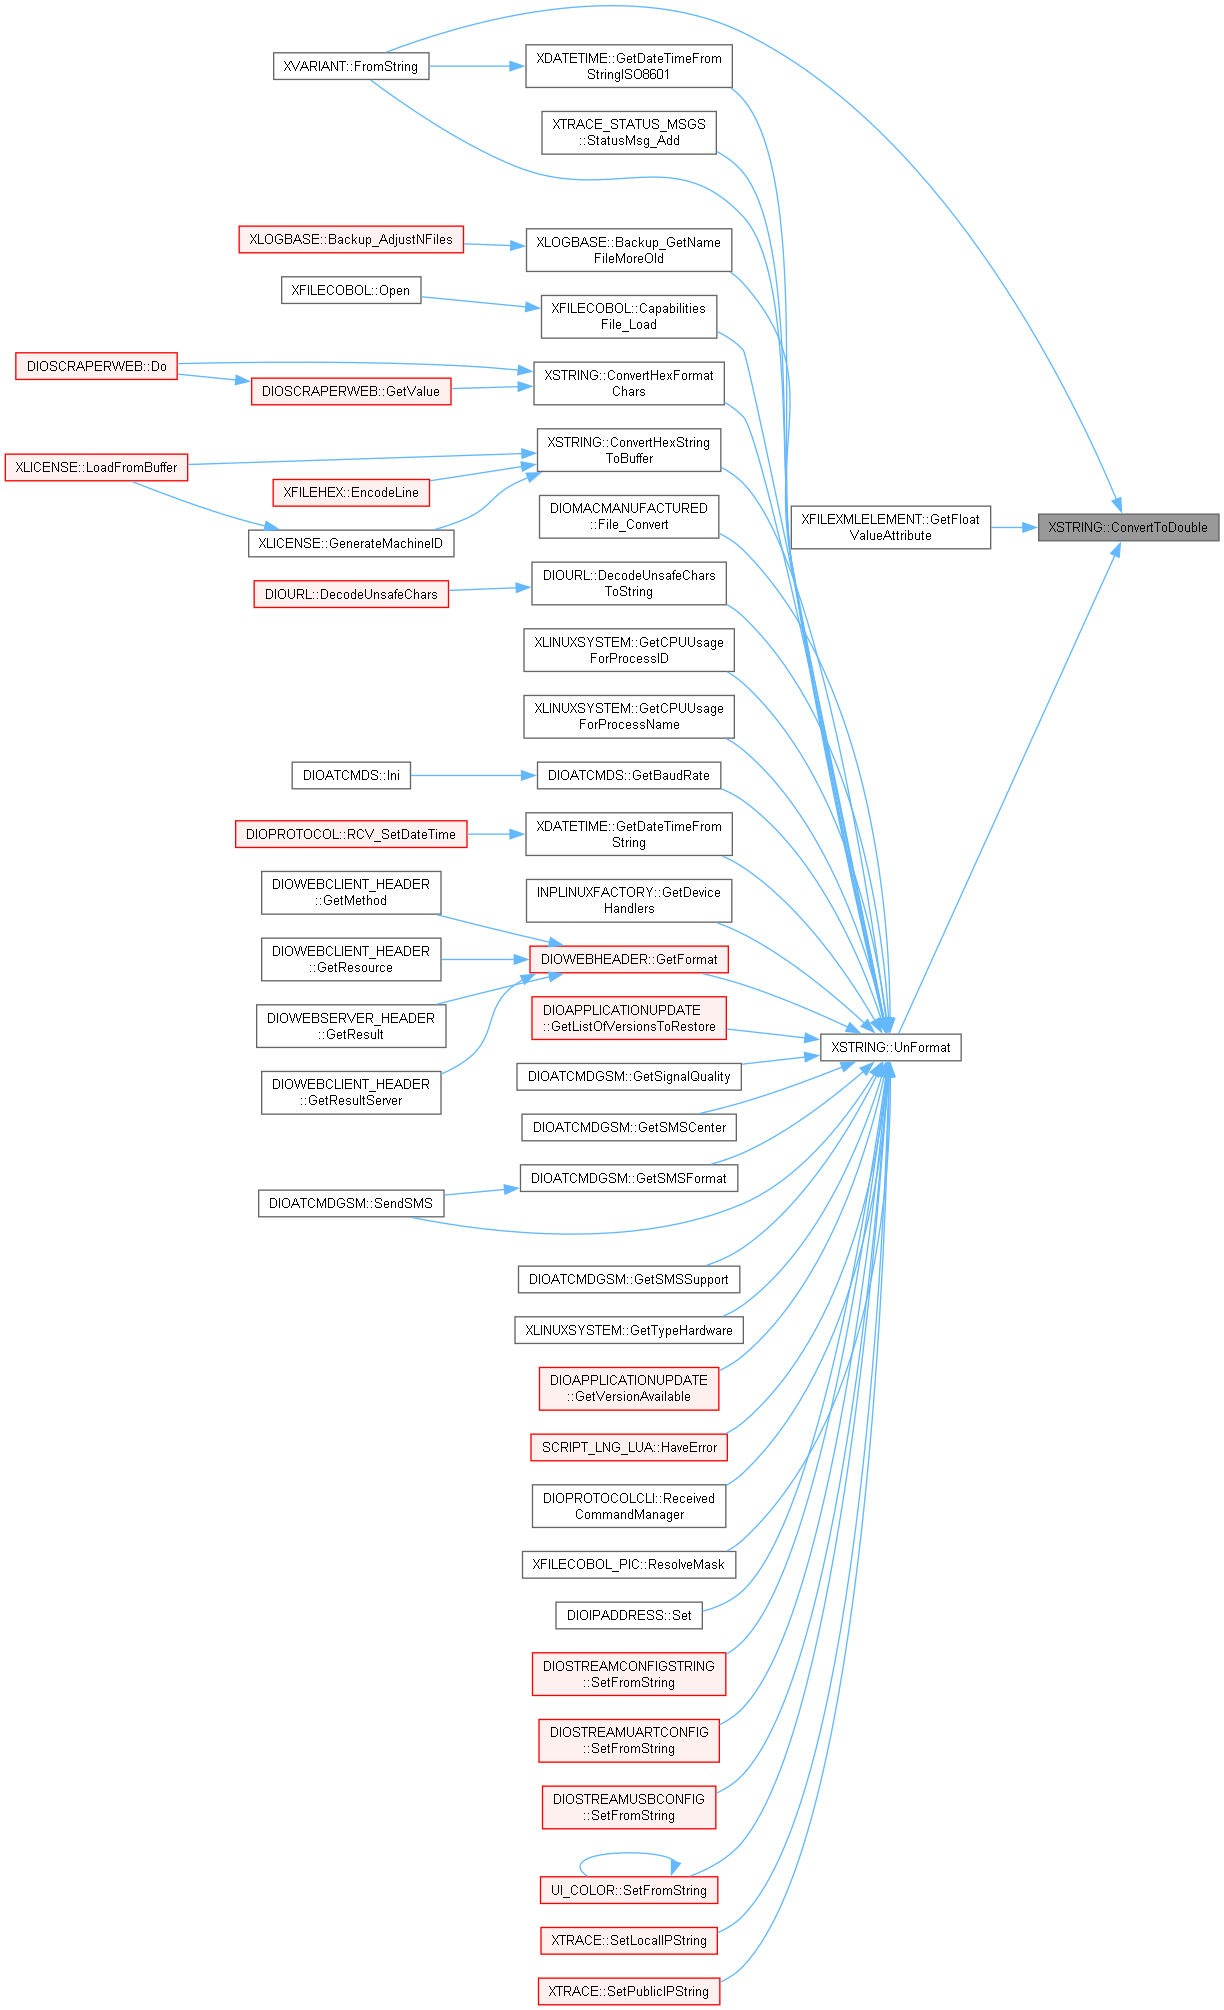 XVARIANT::FromString
XDATETIME::GetDateTimeFrom
StringISO8601
XTRACE_STATUS_MSGS
::StatusMsg_Add
XLOGBASE::Backup_AdjustNFiles
XLOGBASE::Backup_GetName
FileMoreOld
XFILECOBOL::Open
XFILECOBOL::Capabilities
File_Load
DIOSCRAPERWEB::Do
DIOSCRAPERWEB::GetValue
XSTRING::ConvertHexFormat
Chars
XLICENSE::LoadFromBuffer
XFILEHEX::EncodeLine
XLICENSE::GenerateMachineID
XSTRING::ConvertHexString
ToBuffer
DIOMACMANUFACTURED
::File_Convert
XFILEXMLELEMENT::GetFloat
ValueAttribute
XSTRING::ConvertToDouble
DIOURL::DecodeUnsafeChars
DIOURL::DecodeUnsafeChars
ToString
XLINUXSYSTEM::GetCPUUsage
ForProcessID
XLINUXSYSTEM::GetCPUUsage
ForProcessName
DIOATCMDS::Ini
DIOATCMDS::GetBaudRate
DIOPROTOCOL::RCV_SetDateTime
XDATETIME::GetDateTimeFrom
String
DIOWEBCLIENT_HEADER
::GetMethod
INPLINUXFACTORY::GetDevice
Handlers
DIOWEBCLIENT_HEADER
::GetResource
DIOWEBHEADER::GetFormat
DIOWEBSERVER_HEADER
::GetResult
DIOAPPLICATIONUPDATE
::GetListOfVersionsToRestore
XSTRING::UnFormat
DIOWEBCLIENT_HEADER
::GetResultServer
DIOATCMDGSM::GetSignalQuality
DIOATCMDGSM::GetSMSCenter
DIOATCMDGSM::GetSMSFormat
DIOATCMDGSM::SendSMS
DIOATCMDGSM::GetSMSSupport
XLINUXSYSTEM::GetTypeHardware
DIOAPPLICATIONUPDATE
::GetVersionAvailable
SCRIPT_LNG_LUA::HaveError
DIOPROTOCOLCLI::Received
CommandManager
XFILECOBOL_PIC::ResolveMask
DIOIPADDRESS::Set
DIOSTREAMCONFIGSTRING
::SetFromString
DIOSTREAMUARTCONFIG
::SetFromString
DIOSTREAMUSBCONFIG
::SetFromString
UI_COLOR::SetFromString
XTRACE::SetLocalIPString
XTRACE::SetPublicIPString